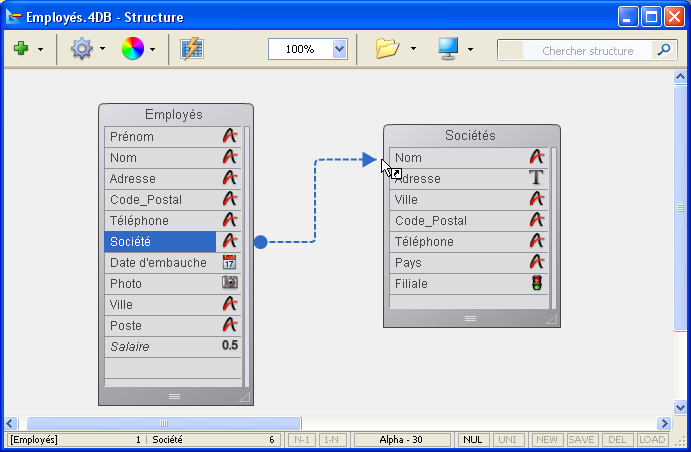 Employés.4DB - Structure
100%
Chercher structure
Employés
Prénom
Nom
Adresse
Code_Postal
Téléphone
Société
Date d'embauche
17
Photo
Ville
Poste
Salaire 0.5
Sociétés
Nom
Adresse T
Ville
Code_Postal
Téléphone
Pays
Filiale
[Employés] 1 Société 6 N-1 1-N Alpha - 30 NUL UNI NEW SAVE DEL LOAD